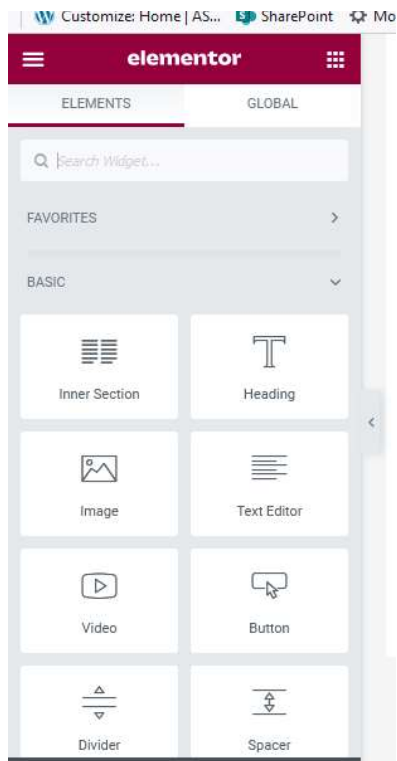 Customize: Home | AS... SharePoint Mo
elementor
ELEMENTS GLOBAL
Search Widget...
FAVORITES
BASIC
Inner Section Heading
Image Text Editor
Video Button
Divider Spacer